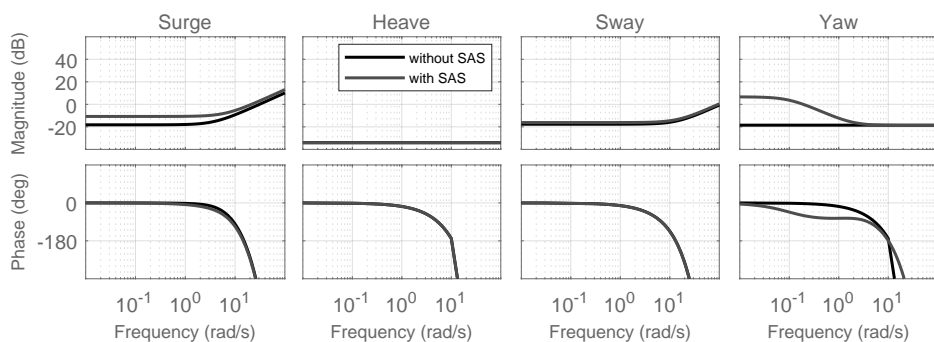 Surge Heave Sway Yaw
Magnitude (dB)
40
20
0
-20
without SAS
with SAS
Phase (deg)
0
-180
10^-1 10^0 10^1 10^-1 10^0 10^1 10^-1 10^0 10^1 10^-1 10^0 10^1
Frequency (rad/s) Frequency (rad/s) Frequency (rad/s) Frequency (rad/s)